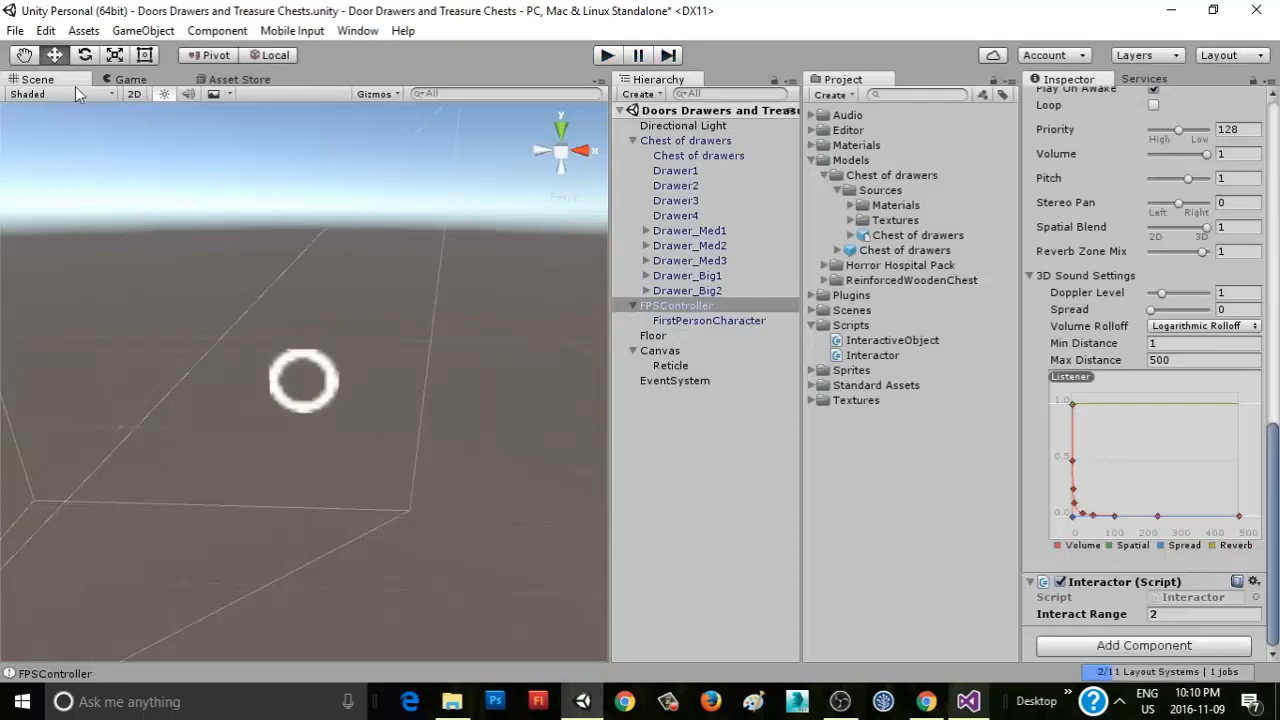 Unity Personal (64bit) - Doors Drawers and Treasure Chests.unity - Door Drawers and Treasure Chests - PC, Mac & Linux Standalone* <DX11>
File Edit Assets GameObject Component Mobile Input Window Help
Pivot Local Account Layers Layout
Scene Game Asset Store
Shaded 2D Gizmos All
y
x
Persp
Hierarchy
Create All
Doors Drawers and Treas
Directional Light
Chest of drawers
Chest of drawers
Drawer1
Drawer2
Drawer3
Drawer4
Drawer_Med1
Drawer_Med2
Drawer_Med3
Drawer_Big1
Drawer_Big2
FPSController
FirstPersonCharacter
Floor
Canvas
Reticle
EventSystem
Project
Create
Audio
Editor
Materials
Models
Chest of drawers
Sources
Materials
Textures
Chest of drawers
Chest of drawers
Horror Hospital Pack
ReinforcedWoodenChest
Plugins
Scenes
Scripts
InteractiveObject
Interactor
Sprites
Standard Assets
Textures
Inspector Services
Play On Awake
Loop
Priority 128
High Low
Volume 1
Pitch 1
Stereo Pan 0
Left Right
Spatial Blend 1
2D 3D
Reverb Zone Mix 1
3D Sound Settings
Doppler Level 1
Spread 0
Volume Rolloff Logarithmic Rolloff
Min Distance 1
Max Distance 500
Listener
1.0
0.5
0.0
0 100 200 300 400 500
Volume Spatial Spread Reverb
Interactor (Script)
Script Interactor
Interact Range 2
Add Component
FPSController
2/11 Layout Systems | 1 jobs
Ask me anything
Desktop
ENG
US
10:10 PM
2016-11-09